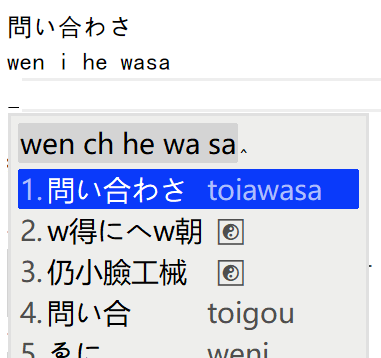 問い合わさ
wen i he wasa
wen ch he wa sa‸
1. 問い合わさ toiawasa
2. w得にへw朝 ☯
3. 仍小臉工械 ☯
4. 問い合 toigou
5. ゑに weni